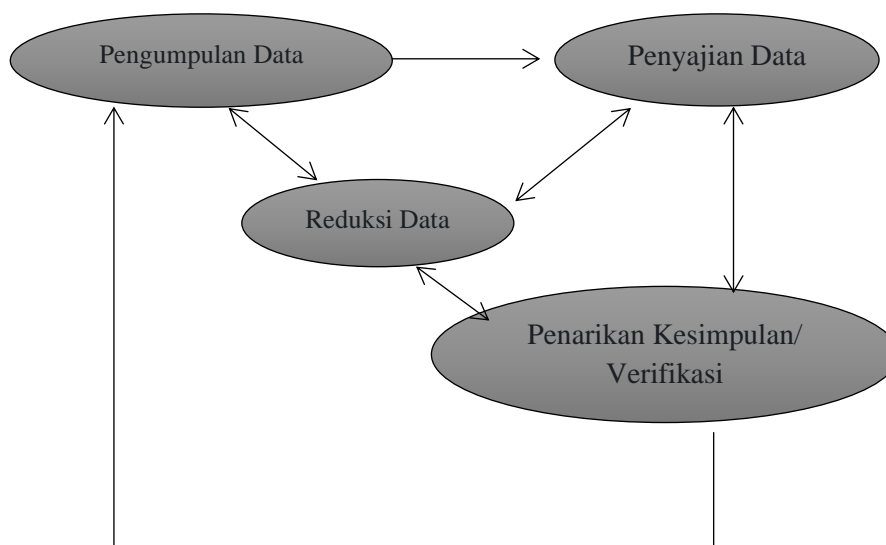 Pengumpulan Data
Penyajian Data
Reduksi Data
Penarikan Kesimpulan/
Verifikasi